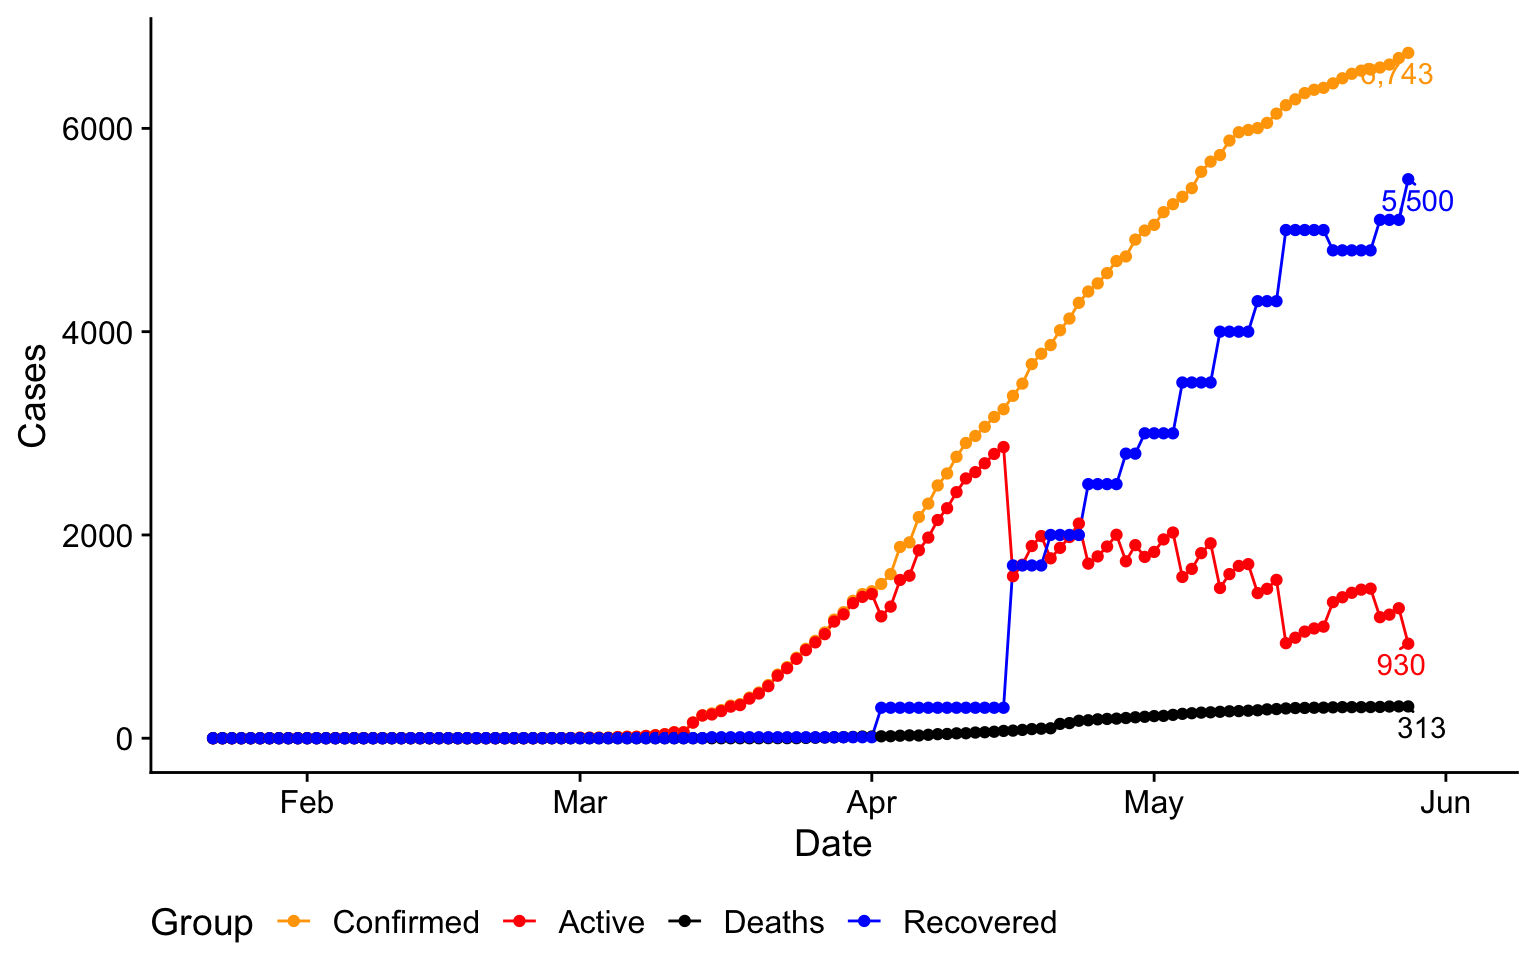 6,743
6000
5,500
4000
Cases
2000
930
313
0
Feb Mar Apr May Jun
Date
Group Confirmed Active Deaths Recovered